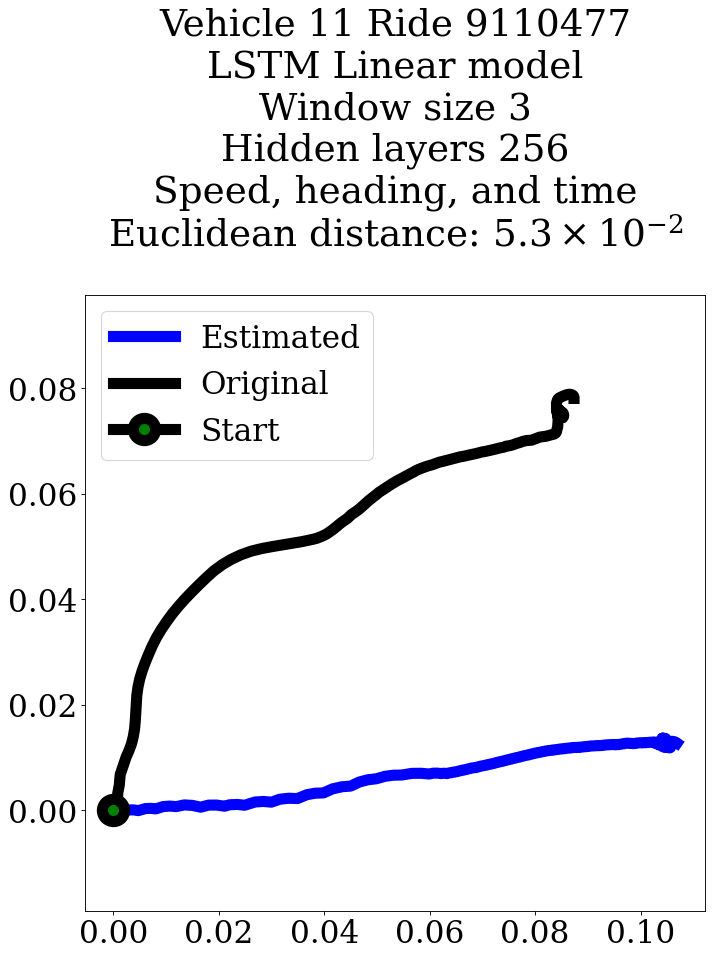 Vehicle 11 Ride 9110477
LSTM Linear model
Window size 3
Hidden layers 256
Speed, heading, and time
Euclidean distance: 5.3 × 10⁻²
Estimated
Original
Start
0.08
0.06
0.04
0.02
0.00
0.00 0.02 0.04 0.06 0.08 0.10